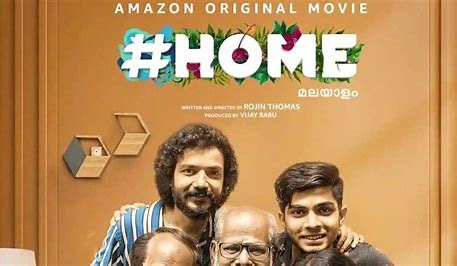 AMAZON ORIGINAL MOVIE
#HOME
മലയാളം
WRITTEN AND DIRECTED BY ROJIN THOMAS
PRODUCED BY VIJAY BABU